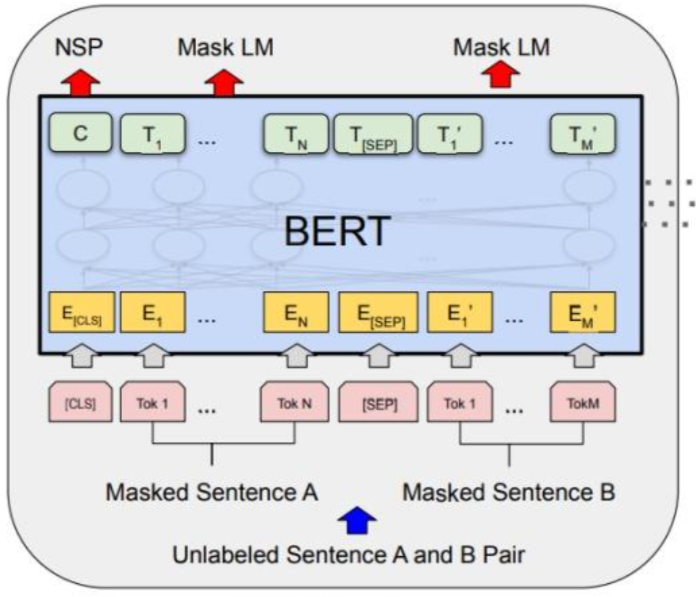 NSP Mask LM Mask LM
C T1 ... TN T[SEP] T1' ... TM'
BERT
E[CLS] E1 ... EN E[SEP] E1' ... EM'
[CLS] Tok 1 ... Tok N [SEP] Tok 1 ... TokM
Masked Sentence A Masked Sentence B
Unlabeled Sentence A and B Pair